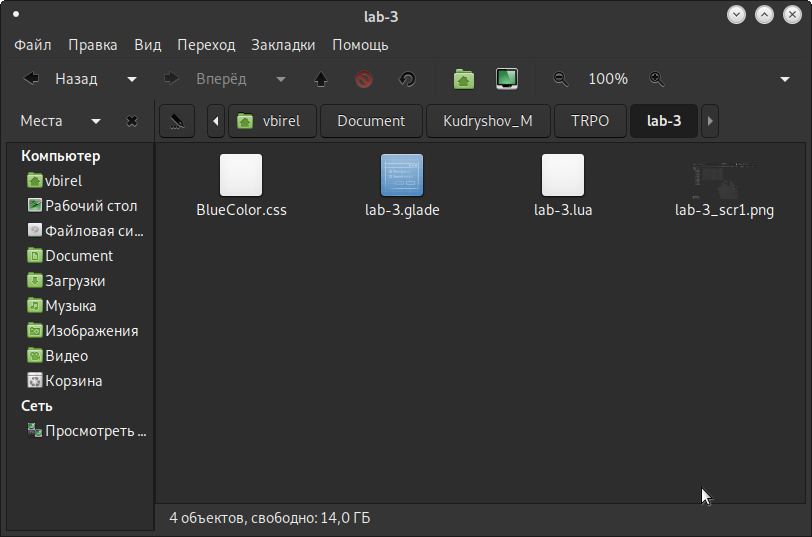 lab-3
Файл Правка Вид Переход Закладки Помощь
Назад Вперёд 100%
Места vbirel Document Kudryshov_M TRPO lab-3
Компьютер
vbirel
Рабочий стол
Файловая си...
Document
Загрузки
Музыка
Изображения
Видео
Корзина
Сеть
Просмотреть ...
BlueColor.css lab-3.glade lab-3.lua lab-3_scr1.png
4 объектов, свободно: 14,0 ГБ